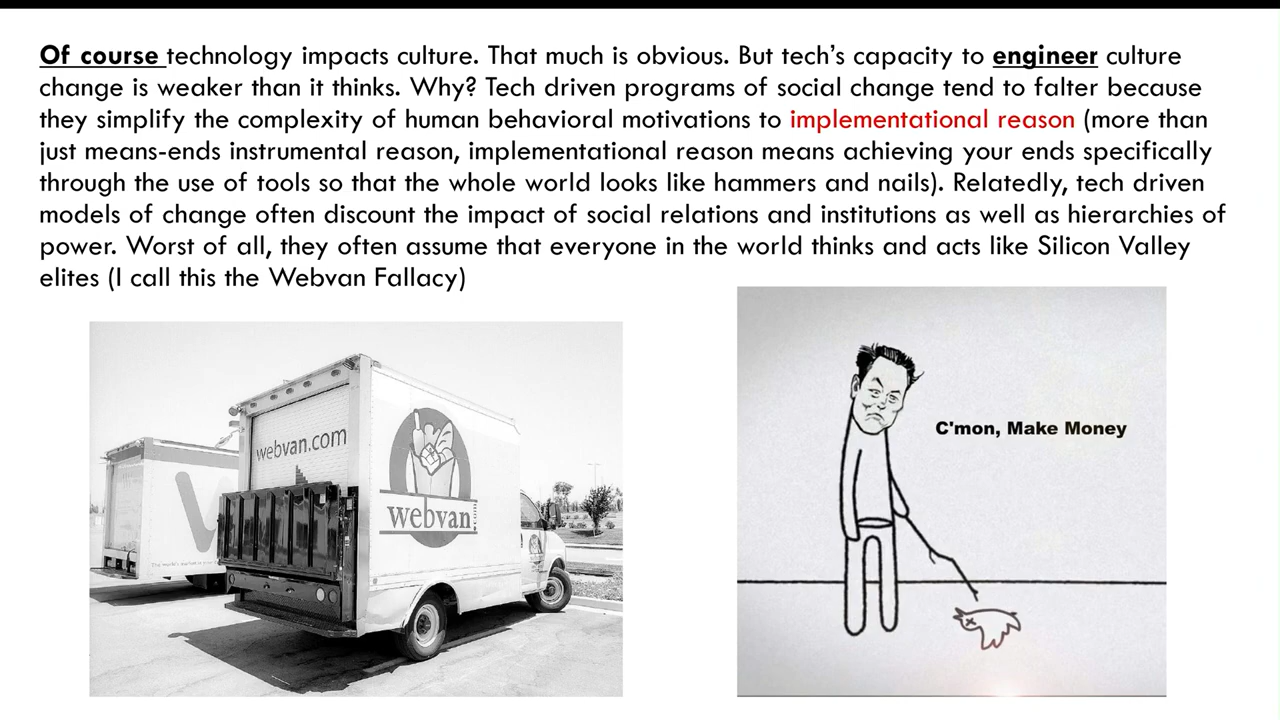 Of course technology impacts culture. That much is obvious. But tech's capacity to engineer culture
change is weaker than it thinks. Why? Tech driven programs of social change tend to falter because
they simplify the complexity of human behavioral motivations to implementational reason (more than
just means-ends instrumental reason, implementational reason means achieving your ends specifically
through the use of tools so that the whole world looks like hammers and nails). Relatedly, tech driven
models of change often discount the impact of social relations and institutions as well as hierarchies of
power. Worst of all, they often assume that everyone in the world thinks and acts like Silicon Valley
elites (I call this the Webvan Fallacy)
webvan.com
webvan.com
C'mon, Make Money